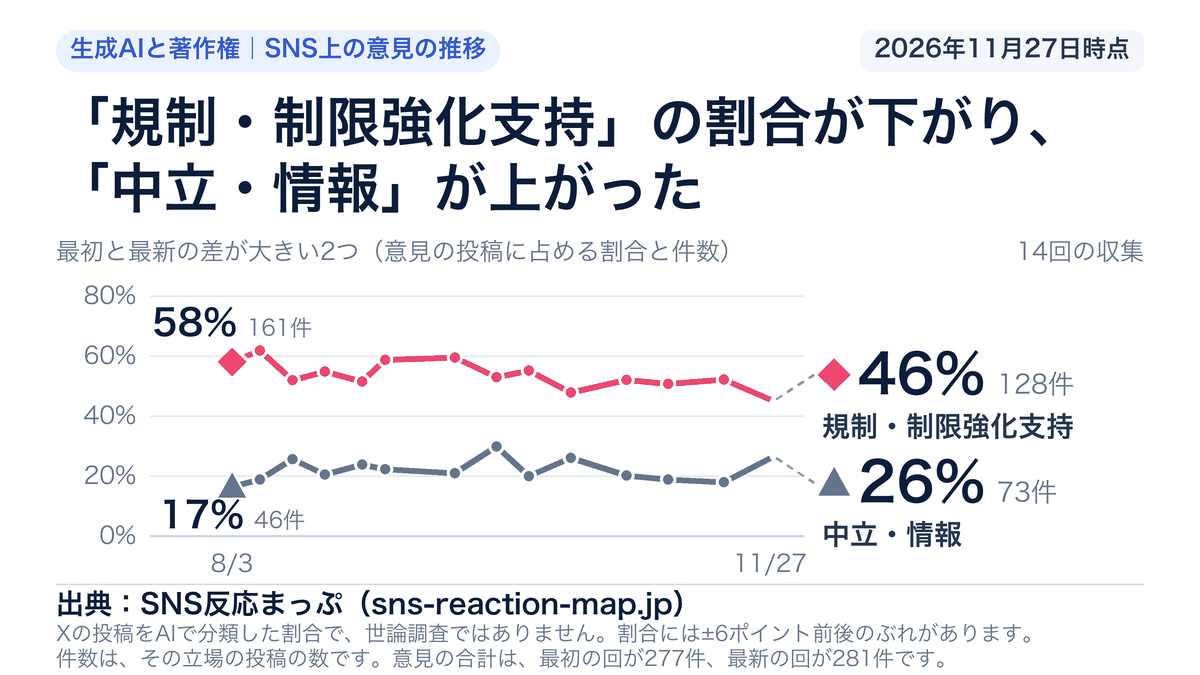 生成AIと著作権｜SNS上の意見の推移
2026年11月27日時点
「規制・制限強化支持」の割合が下がり、
「中立・情報」が上がった
最初と最新の差が大きい2つ（意見の投稿に占める割合と件数）
14回の収集
80%
58% 161件
60%
46% 128件
40%
規制・制限強化支持
20%
26% 73件
17% 46件
中立・情報
0%
8/3
11/27
出典：SNS反応まっぷ（sns-reaction-map.jp）
Xの投稿をAIで分類した割合で、世論調査ではありません。割合には±6ポイント前後のぶれがあります。
件数は、その立場の投稿の数です。意見の合計は、最初の回が277件、最新の回が281件です。